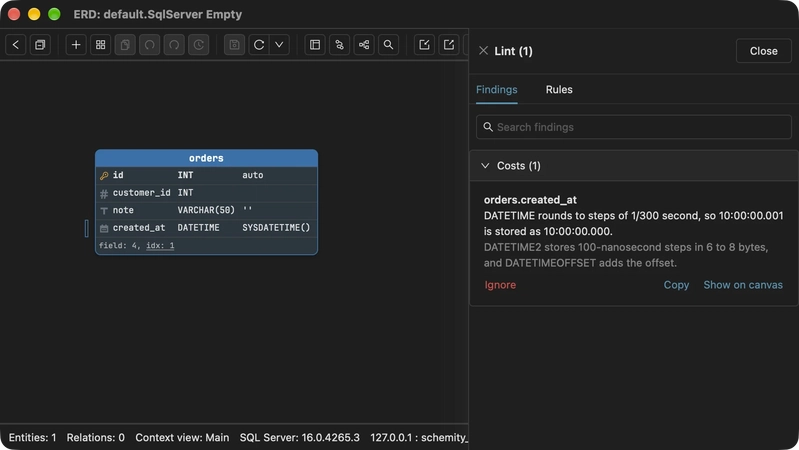 ERD: default.SqlServer Empty
Lint (1)
Close
Findings
Rules
Search findings
Costs (1)
orders.created_at
DATETIME rounds to steps of 1/300 second, so 10:00:00.001
is stored as 10:00:00.000.
DATETIME2 stores 100-nanosecond steps in 6 to 8 bytes,
and DATETIMEOFFSET adds the offset.
Ignore
Copy
Show on canvas
orders
id INT auto
customer_id INT
note VARCHAR(50) ''
created_at DATETIME SYSDATETIME()
field: 4, idx: 1
Entities: 1 Relations: 0 Context view: Main SQL Server: 16.0.4265.3 127.0.0.1 : schemity_